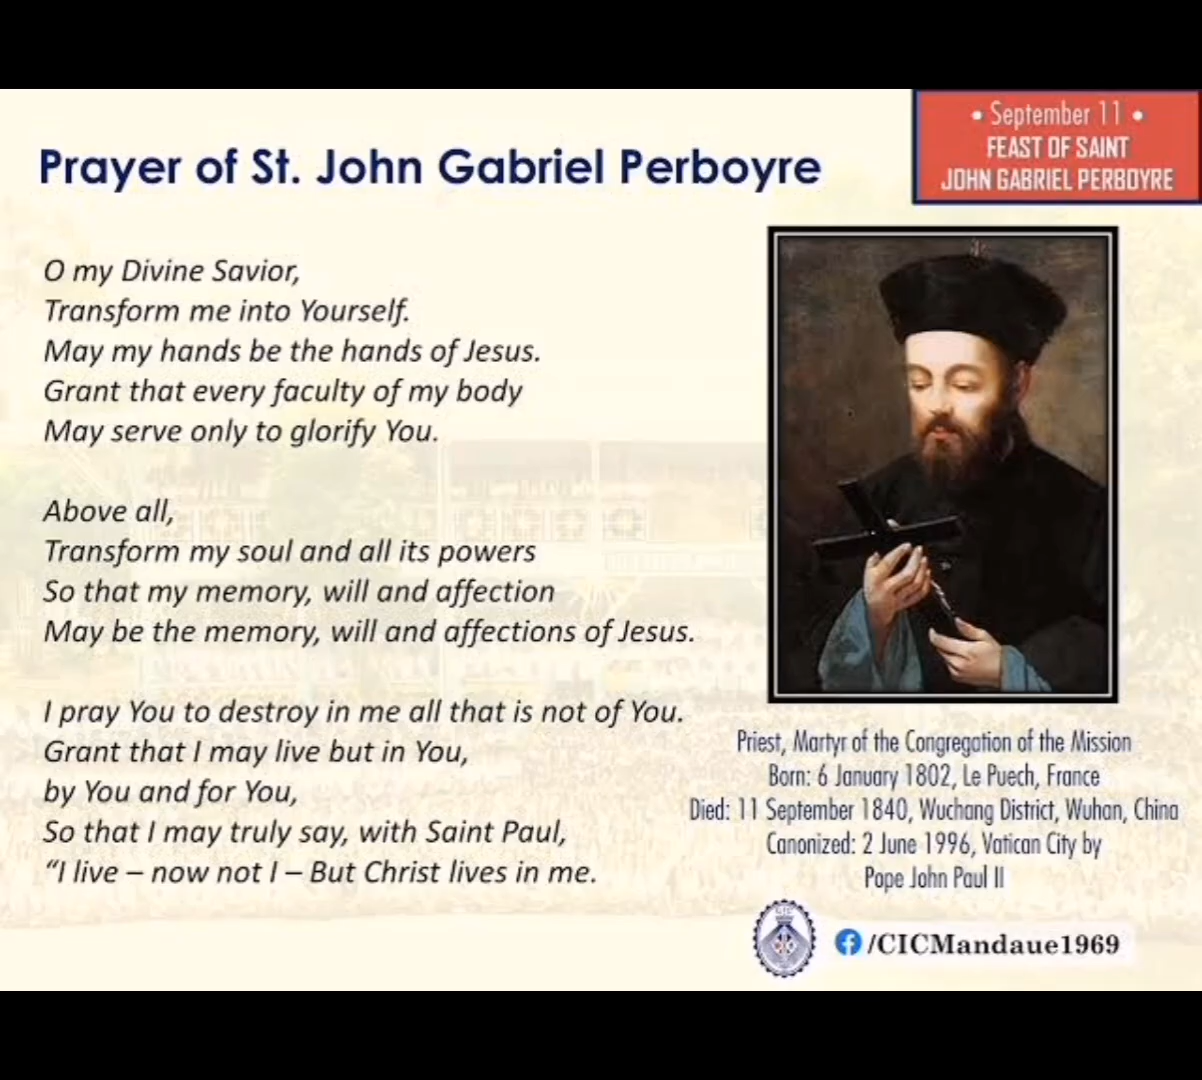 • September 11 •
FEAST OF SAINT
JOHN GABRIEL PERBOYRE
Prayer of St. John Gabriel Perboyre
O my Divine Savior,
Transform me into Yourself.
May my hands be the hands of Jesus.
Grant that every faculty of my body
May serve only to glorify You.
Above all,
Transform my soul and all its powers
So that my memory, will and affection
May be the memory, will and affections of Jesus.
I pray You to destroy in me all that is not of You.
Grant that I may live but in You,
by You and for You,
So that I may truly say, with Saint Paul,
“I live – now not I – But Christ lives in me.
Priest, Martyr of the Congregation of the Mission
Born: 6 January 1802, Le Puech, France
Died: 11 September 1840, Wuchang District, Wuhan, China
Canonized: 2 June 1996, Vatican City by
Pope John Paul II
CIC
/CICMandaue1969